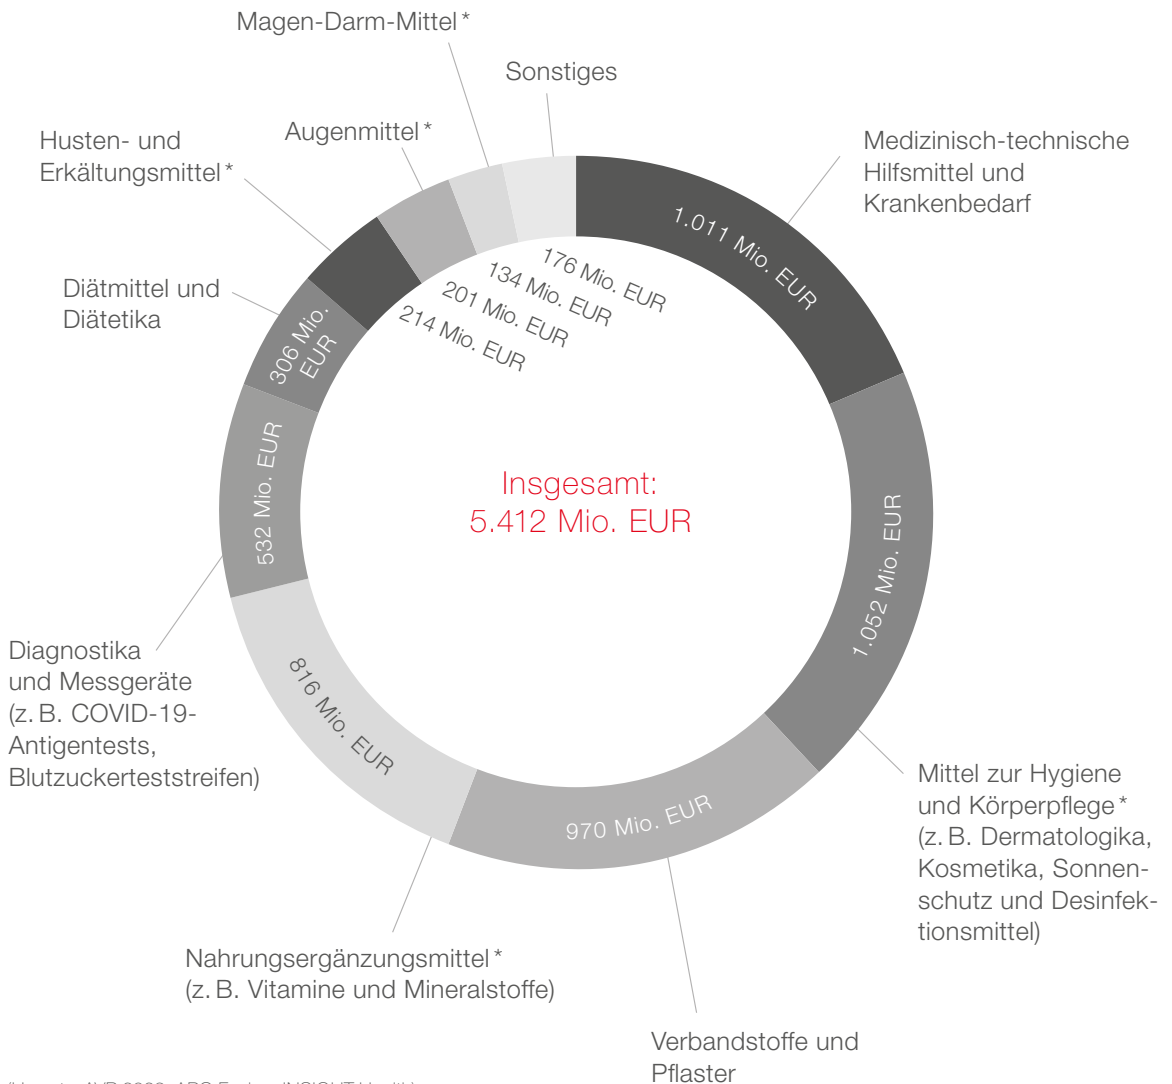 Magen-Darm-Mittel *
Sonstiges
Augenmittel *
Husten- und
Erkältungsmittel *
Medizinisch-technische
Hilfsmittel und
Krankenbedarf
Diätmittel und
Diätetika
1.011 Mio. EUR
176 Mio. EUR
134 Mio. EUR
201 Mio. EUR
214 Mio. EUR
306 Mio.
EUR
532 Mio. EUR
Insgesamt:
5.412 Mio. EUR
1.052 Mio. EUR
816 Mio. EUR
970 Mio. EUR
Diagnostika
und Messgeräte
(z. B. COVID-19-
Antigentests,
Blutzuckerteststreifen)
Mittel zur Hygiene
und Körperpflege *
(z. B. Dermatologika,
Kosmetika, Sonnen-
schutz und Desinfek-
tionsmittel)
Nahrungsergänzungsmittel *
(z. B. Vitamine und Mineralstoffe)
Verbandstoffe und
Pflaster